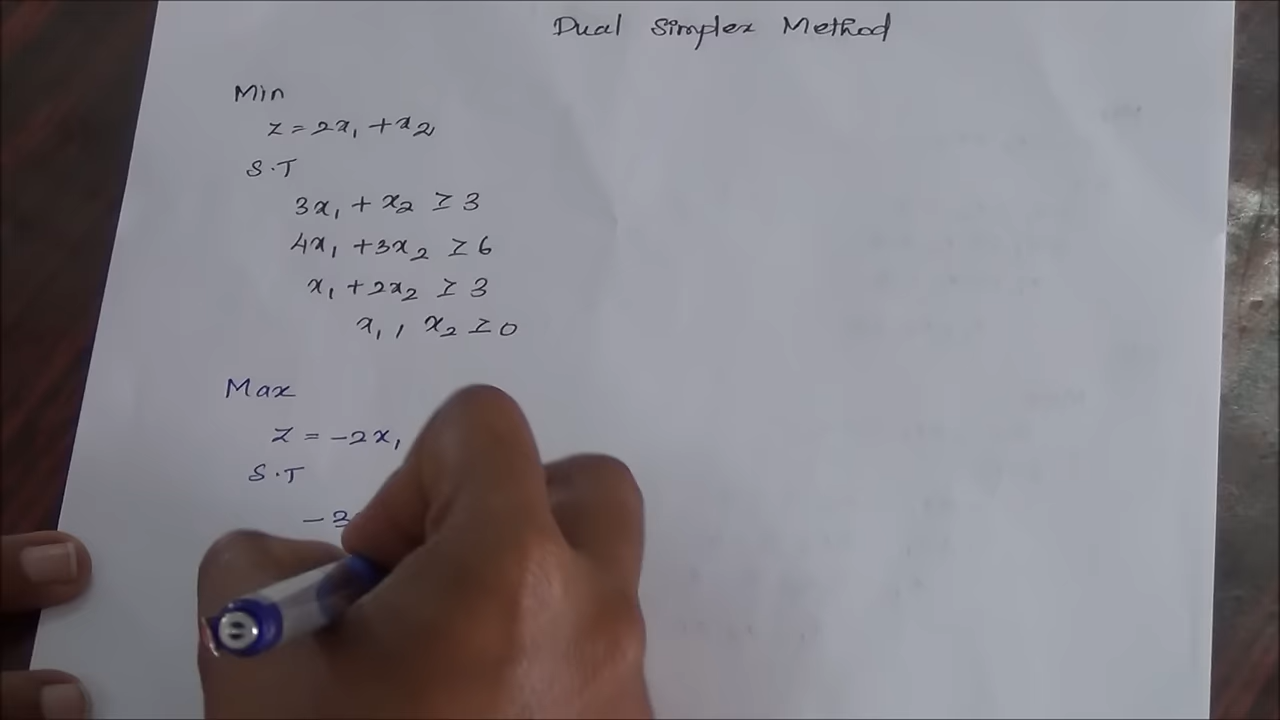 Dual Simplex Method
Min
z = 2x₁ + x₂
S.T
3x₁ + x₂ ≥ 3
4x₁ + 3x₂ ≥ 6
x₁ + 2x₂ ≥ 3
x₁, x₂ ≥ 0
Max
z = -2x₁
S.T
-3